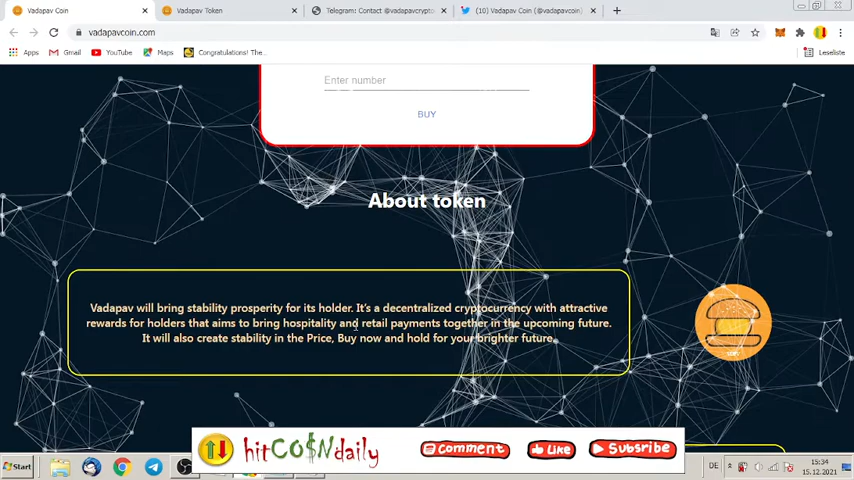 Vadapav Coin
Vadapav Token
Telegram: Contact @vadapavcrypto
(10) Vadapav Coin (@vadapavcoin)
vadapavcoin.com
Apps
Gmail
YouTube
Maps
Congratulations! The...
Leseliste
Enter number
BUY
About token
Vadapav will bring stability prosperity for its holder. It's a decentralized cryptocurrency with attractive
rewards for holders that aims to bring hospitality and retail payments together in the upcoming future.
It will also create stability in the Price, Buy now and hold for your brighter future.
hitCO$Ndaily
Comment
Like
Subsribe
Start
DE
15:34
15.12.2021